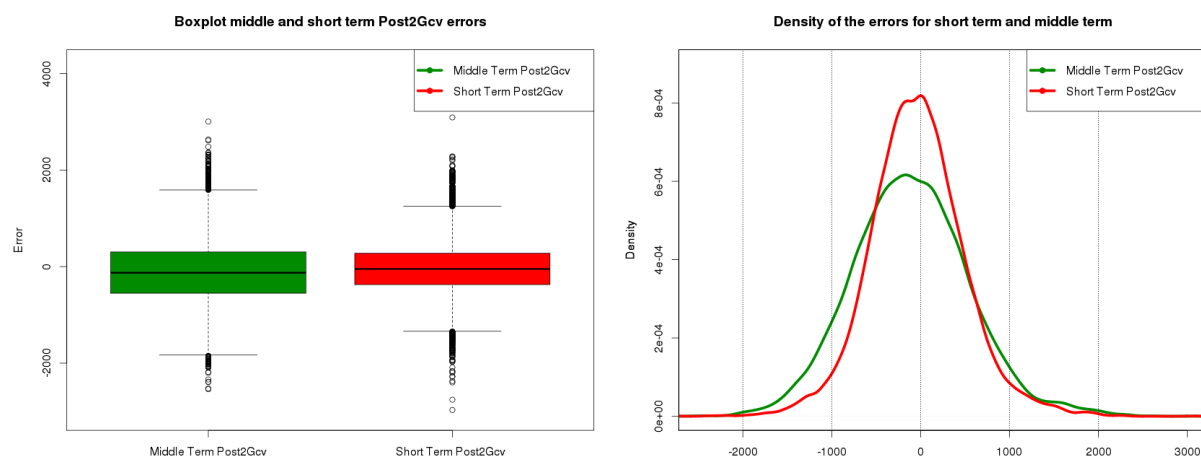 Boxplot middle and short term Post2Gcv errors
Middle Term Post2Gcv
Short Term Post2Gcv
Error
4000
2000
0
-2000
Middle Term Post2Gcv
Short Term Post2Gcv
Density of the errors for short term and middle term
Middle Term Post2Gcv
Short Term Post2Gcv
Density
8e-04
6e-04
4e-04
2e-04
0e+00
-2000
-1000
0
1000
2000
3000